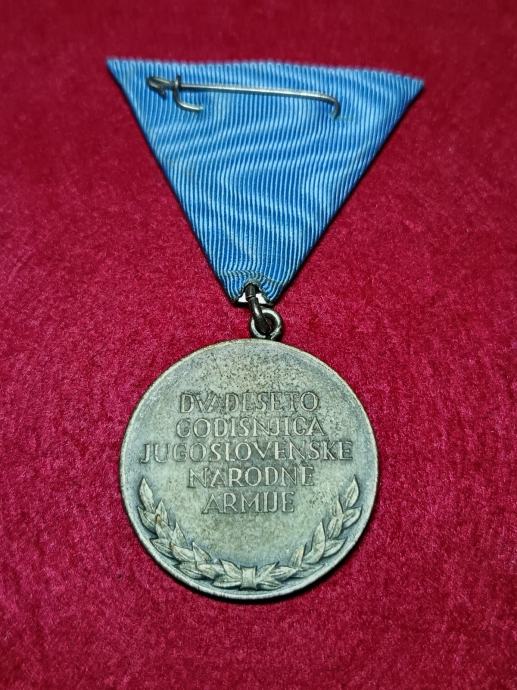 DVADESETO
GODIŠNJICA
JUGOSLOVENSKE
NARODNE
ARMIJE